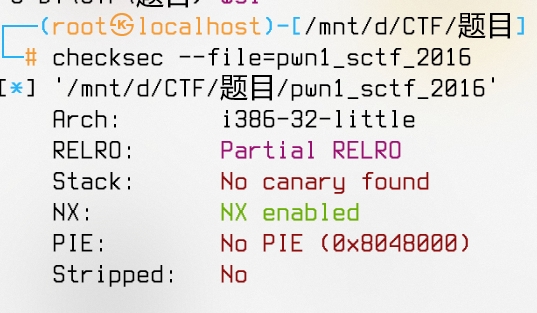 (root㉿localhost)-[/mnt/d/CTF/题目]
# checksec --file=pwn1_sctf_2016
[*] '/mnt/d/CTF/题目/pwn1_sctf_2016'
Arch: i386-32-little
RELRO: Partial RELRO
Stack: No canary found
NX: NX enabled
PIE: No PIE (0x8048000)
Stripped: No